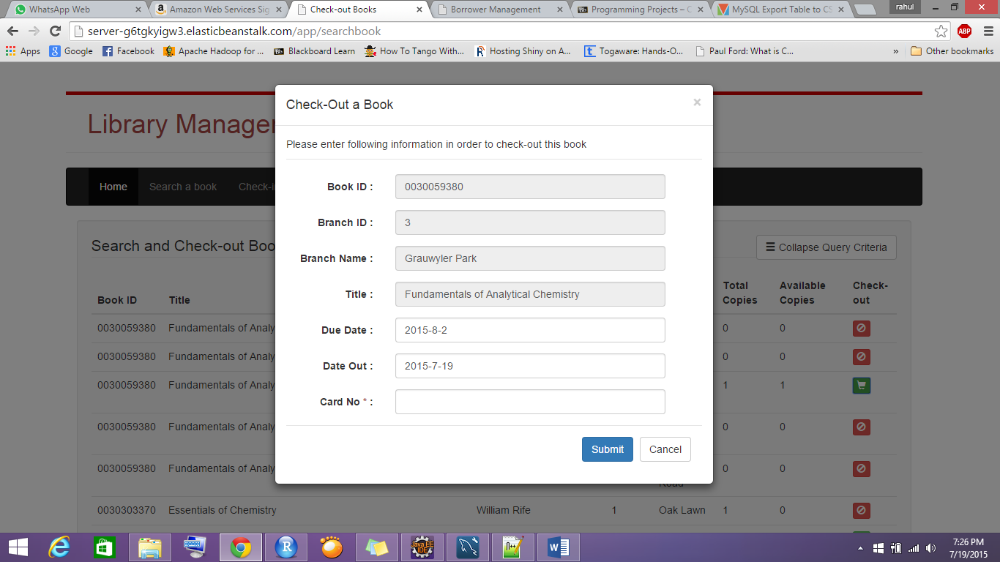 WhatsApp Web
Amazon Web Services Sig
Check-out Books
Borrower Management
Programming Projects – C
MySQL Export Table to CS
rahul
server-g6tgkyigw3.elasticbeanstalk.com/app/searchbook
ABP
Apps
Google
Facebook
Apache Hadoop for ...
Bb
Blackboard Learn
How To Tango With...
Hosting Shiny on A...
Togaware: Hands-O...
Paul Ford: What is C...
»
Other bookmarks
Library Manager
Home
Search a book
Check-i
Search and Check-out Boo
Collapse Query Criteria
Book ID
Title
Total
Copies
Available
Copies
Check-
out
0030059380 Fundamentals of Analy 0 0
0030059380 Fundamentals of Analy 0 0
0030059380 Fundamentals of Analy 1 1
0030059380 Fundamentals of Analy 0 0
0030059380 Fundamentals of Analy 0 0
Road
0030303370 Essentials of Chemistry William Rife 1 Oak Lawn 1 0
Check-Out a Book
×
Please enter following information in order to check-out this book
Book ID : 0030059380
Branch ID : 3
Branch Name : Grauwyler Park
Title : Fundamentals of Analytical Chemistry
Due Date : 2015-8-2
Date Out : 2015-7-19
Card No * :
Submit
Cancel
Java EE
IDE
7:26 PM
7/19/2015